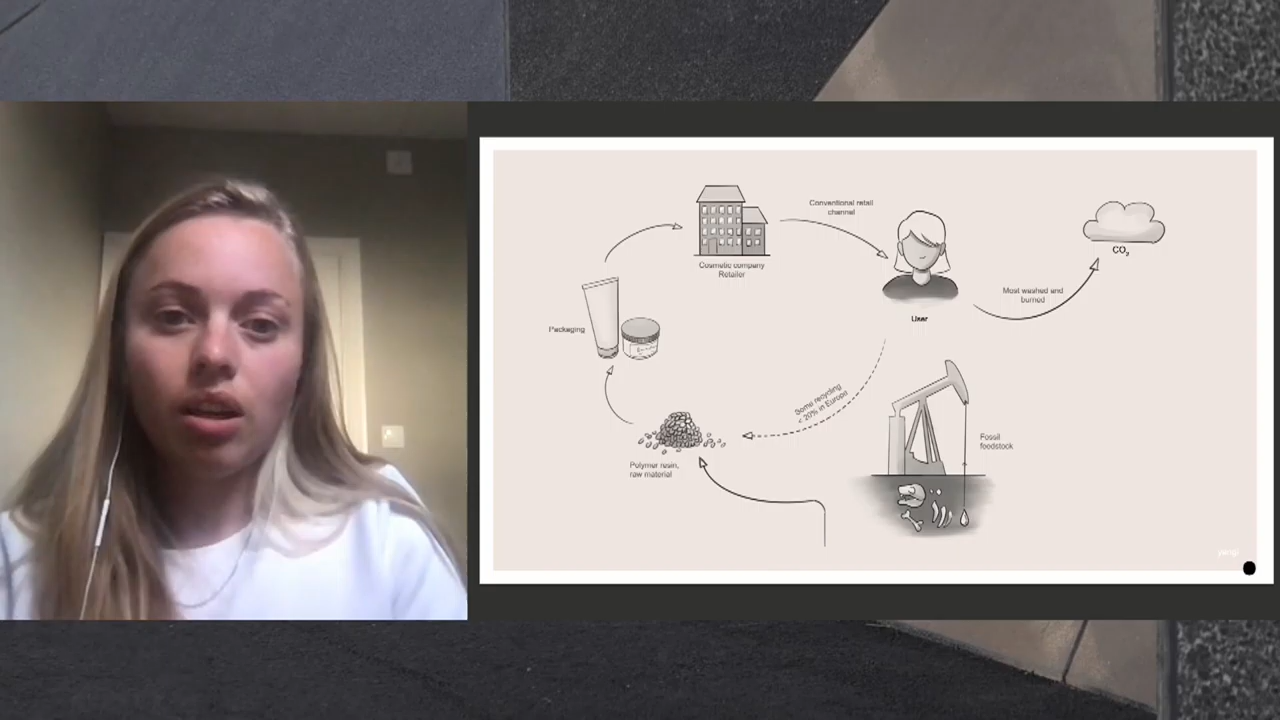 Conventional retail
channel
Cosmetic company
Retailer
CO₂
Most washed and
burned
User
Packaging
Some recycling
< 20% in Europe
Fossil
feedstock
Polymer resin,
raw material
yangi